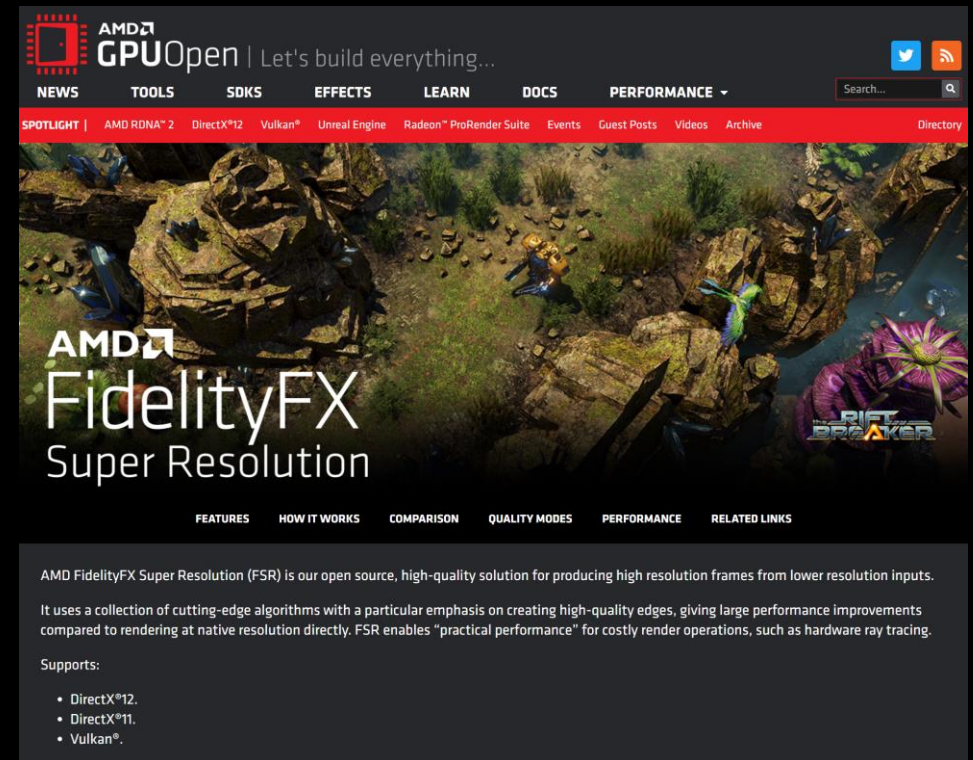 AMD
GPUOpen | Let's build everything...
NEWS TOOLS SDKS EFFECTS LEARN DOCS PERFORMANCE
Search...
SPOTLIGHT | AMD RDNA™ 2 DirectX®12 Vulkan® Unreal Engine Radeon™ ProRender Suite Events Guest Posts Videos Archive Directory
AMD
FidelityFX
Super Resolution
THE RIFT
BREAKER
FEATURES HOW IT WORKS COMPARISON QUALITY MODES PERFORMANCE RELATED LINKS
AMD FidelityFX Super Resolution (FSR) is our open source, high-quality solution for producing high resolution frames from lower resolution inputs.
It uses a collection of cutting-edge algorithms with a particular emphasis on creating high-quality edges, giving large performance improvements
compared to rendering at native resolution directly. FSR enables “practical performance” for costly render operations, such as hardware ray tracing.
Supports:
• DirectX®12.
• DirectX®11.
• Vulkan®.